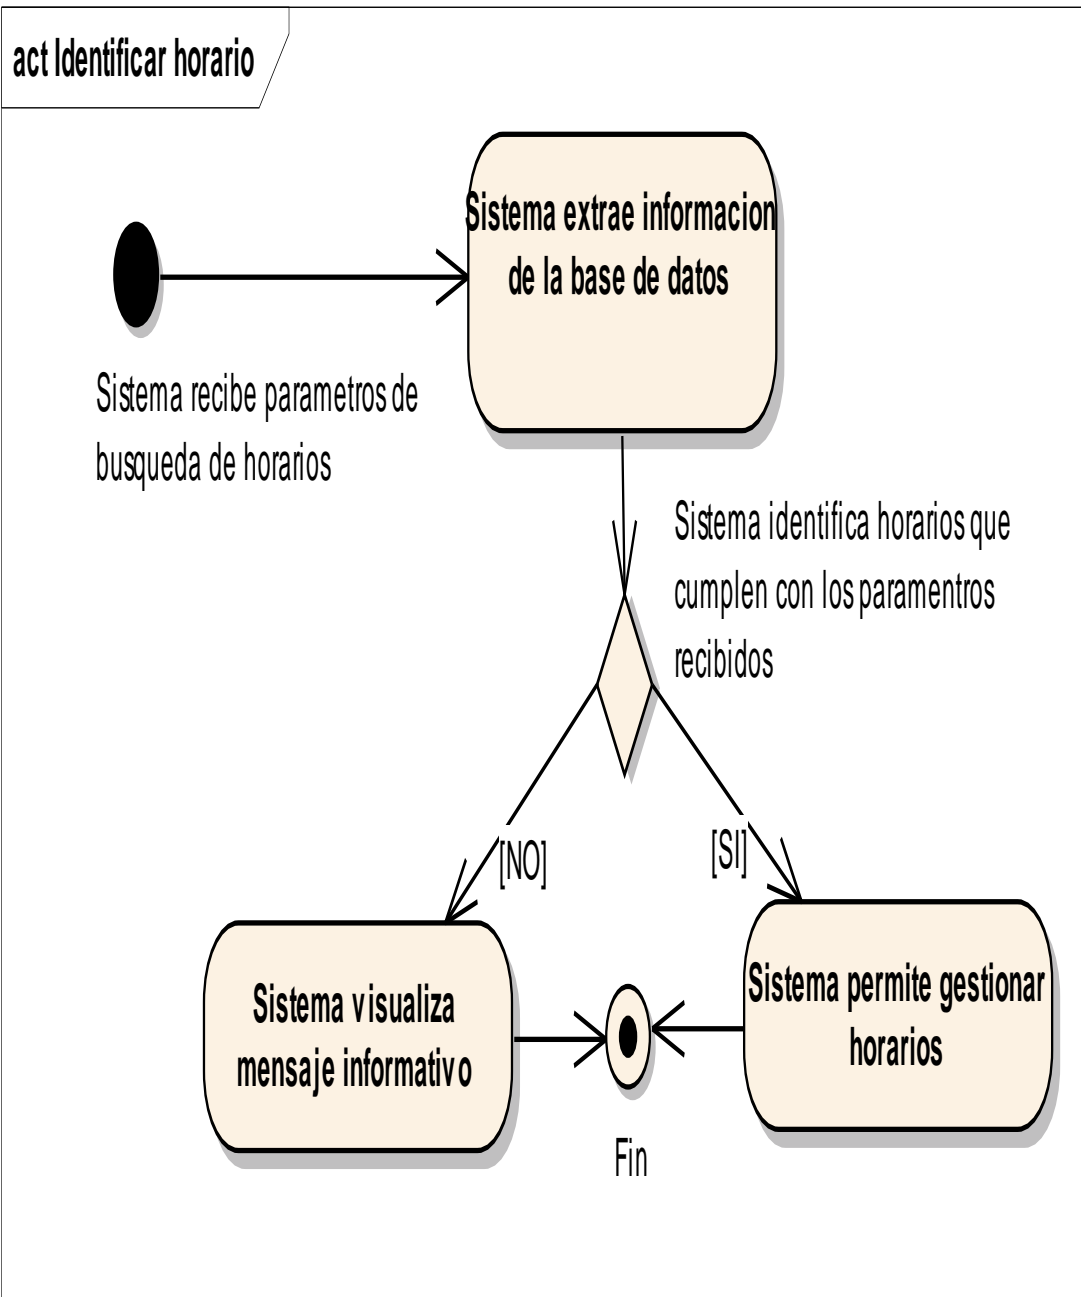 act Identificar horario
Sistema extrae informacion
de la base de datos
Sistema recibe parametros de
busqueda de horarios
Sistema identifica horarios que
cumplen con los paramentros
recibidos
[NO]
[SI]
Sistema visualiza
mensaje informativo
Sistema permite gestionar
horarios
Fin